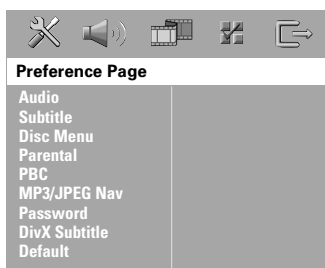 Preference Page
Audio
Subtitle
Disc Menu
Parental
PBC
MP3/JPEG Nav
Password
DivX Subtitle
Default